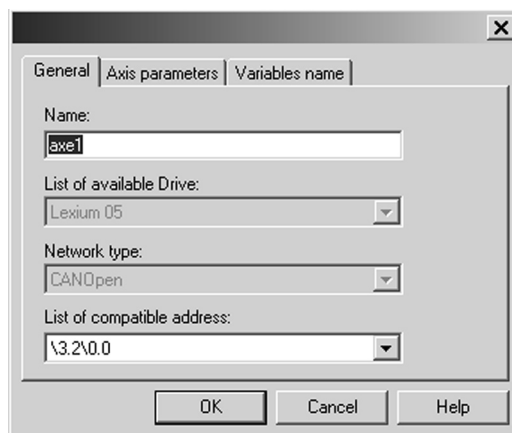 General Axis parameters Variables name
Name:
axe1
List of available Drive:
Lexium 05
Network type:
CANOpen
List of compatible address:
\3.2\0.0
OK Cancel Help